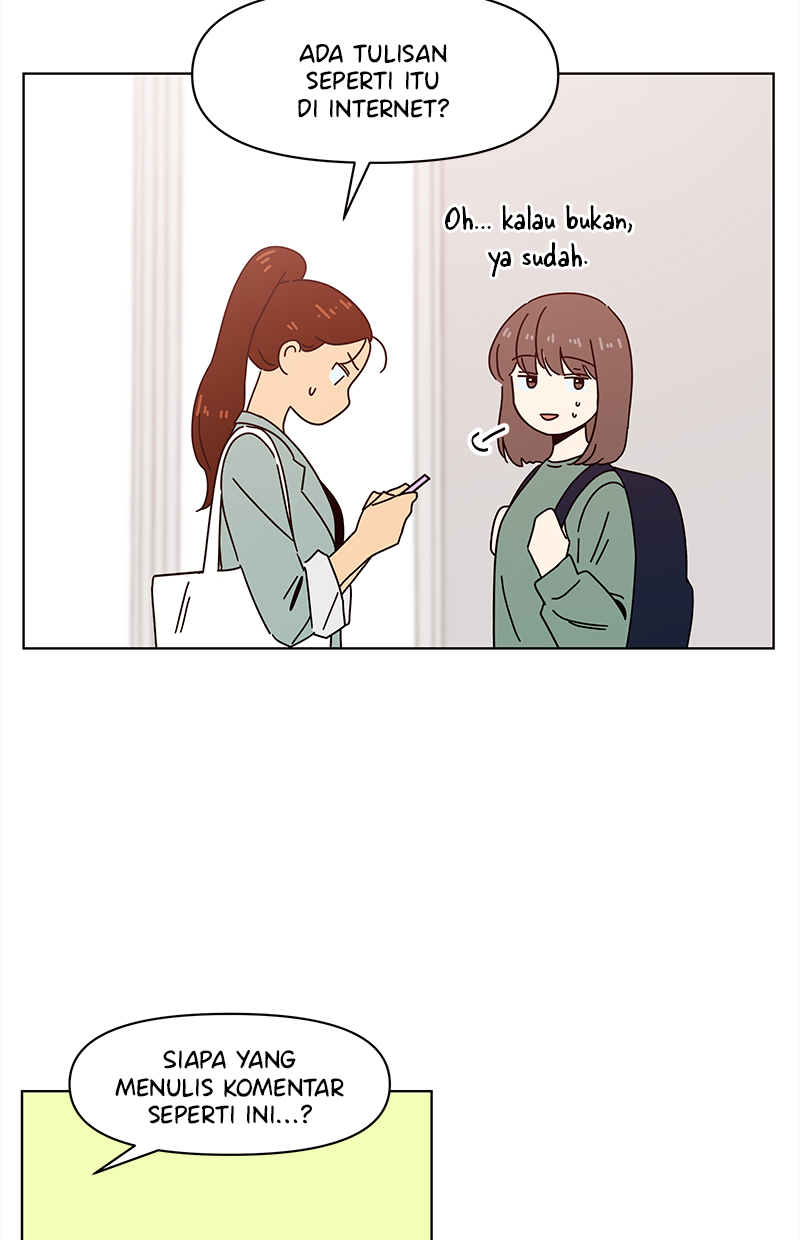 ADA TULISAN
SEPERTI ITU
DI INTERNET?
Oh... kalau bukan,
ya sudah.
SIAPA YANG
MENULIS KOMENTAR
SEPERTI INI...?